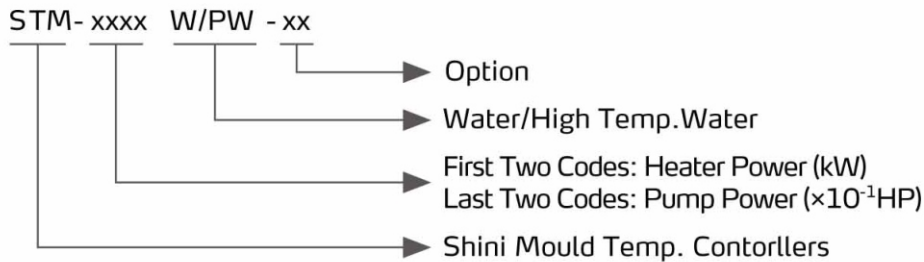 STM- xxxx W/PW - xx
Option
Water/High Temp.Water
First Two Codes: Heater Power (kW)
Last Two Codes: Pump Power (×10⁻¹HP)
Shini Mould Temp. Contorllers